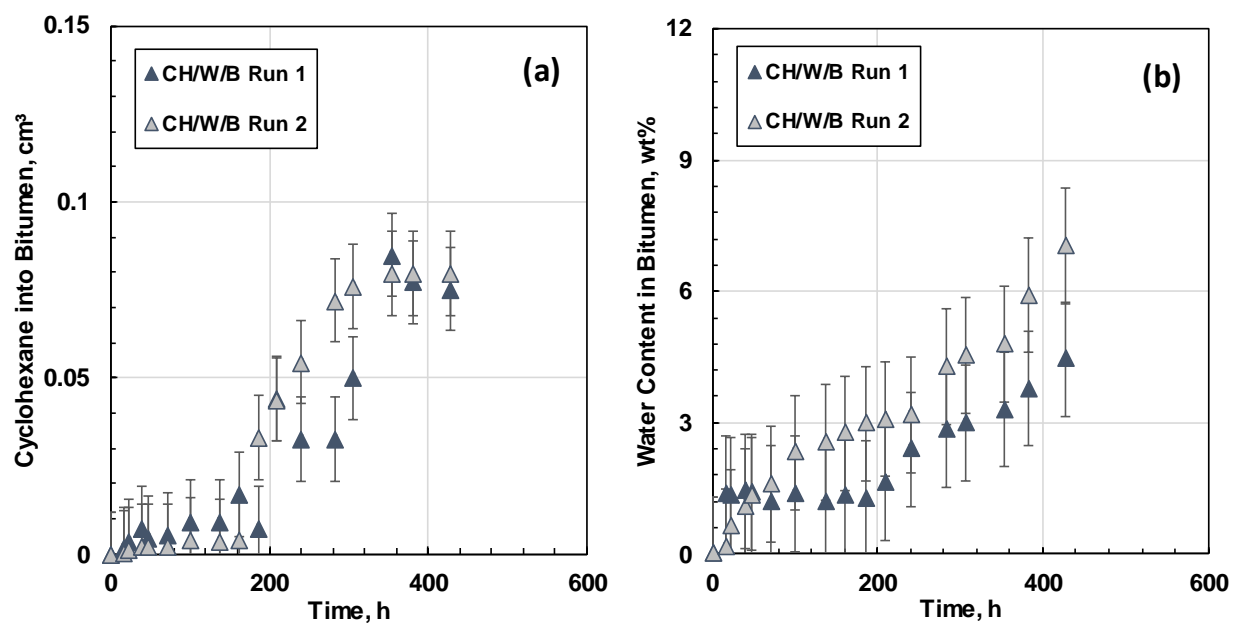 0.15
CH/W/B Run 1
CH/W/B Run 2
(a)
0.1
0.05
0
Cyclohexane into Bitumen, cm³
0 200 400 600
Time, h
12
CH/W/B Run 1
CH/W/B Run 2
(b)
9
6
3
0
Water Content in Bitumen, wt%
0 200 400 600
Time, h